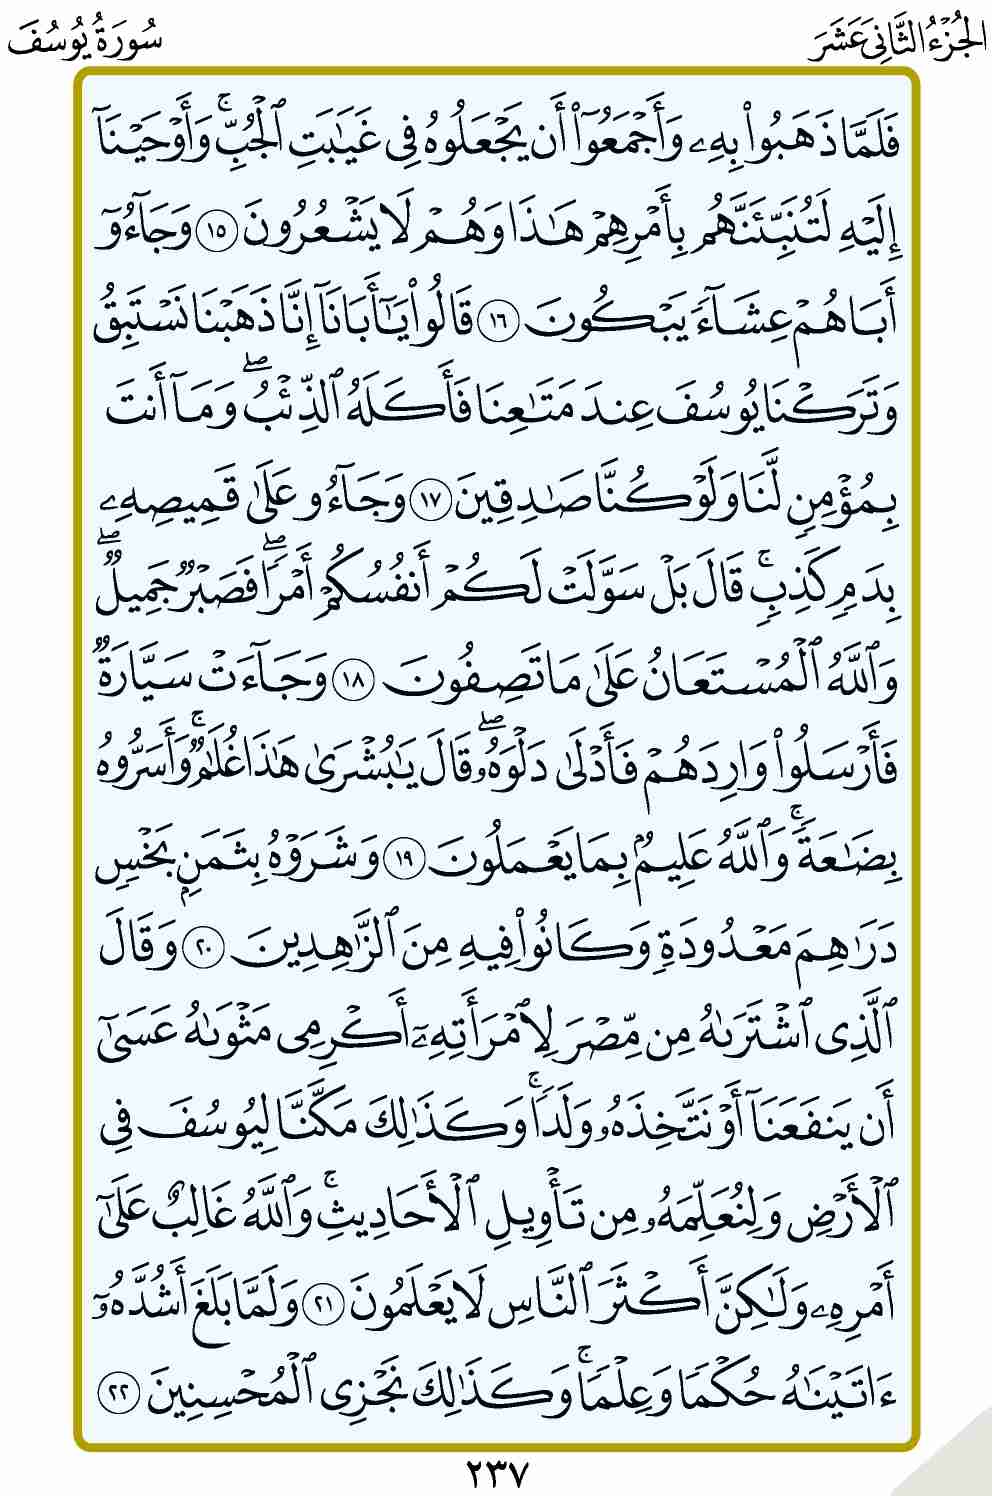 الجُزْءُ الثَّانِي عَشَرَ
سُورَةُ يُوسُفَ
فَلَمَّا ذَهَبُوا۟ بِهِۦ وَأَجْمَعُوٓا۟ أَن يَجْعَلُوهُ فِى غَيَـٰبَتِ ٱلْجُبِّ ۚ وَأَوْحَيْنَآ
إِلَيْهِ لَتُنَبِّئَنَّهُم بِأَمْرِهِمْ هَـٰذَا وَهُمْ لَا يَشْعُرُونَ ١٥ وَجَآءُوٓ
أَبَاهُمْ عِشَآءً يَبْكُونَ ١٦ قَالُوا۟ يَـٰٓأَبَانَآ إِنَّا ذَهَبْنَا نَسْتَبِقُ
وَتَرَكْنَا يُوسُفَ عِندَ مَتَـٰعِنَا فَأَكَلَهُ ٱلذِّئْبُ ۖ وَمَآ أَنتَ
بِمُؤْمِنٍ لَّنَا وَلَوْ كُنَّا صَـٰدِقِينَ ١٧ وَجَآءُو عَلَىٰ قَمِيصِهِۦ
بِدَمٍ كَذِبٍ ۚ قَالَ بَلْ سَوَّلَتْ لَكُمْ أَنفُسُكُمْ أَمْرًا ۖ فَصَبْرٌ جَمِيلٌ ۖ
وَٱللَّهُ ٱلْمُسْتَعَانُ عَلَىٰ مَا تَصِفُونَ ١٨ وَجَآءَتْ سَيَّارَةٌ
فَأَرْسَلُوا۟ وَارِدَهُمْ فَأَدْلَىٰ دَلْوَهُۥ ۖ قَالَ يَـٰبُشْرَىٰ هَـٰذَا غُلَـٰمٌ ۚ وَأَسَرُّوهُ
بِضَـٰعَةً ۚ وَٱللَّهُ عَلِيمٌۢ بِمَا يَعْمَلُونَ ١٩ وَشَرَوْهُ بِثَمَنٍۭ بَخْسٍ
دَرَٰهِمَ مَعْدُودَةٍ وَكَانُوا۟ فِيهِ مِنَ ٱلزَّٰهِدِينَ ٢٠ وَقَالَ
ٱلَّذِى ٱشْتَرَىٰهُ مِن مِّصْرَ لِٱمْرَأَتِهِۦٓ أَكْرِمِى مَثْوَىٰهُ عَسَىٰٓ
أَن يَنفَعَنَآ أَوْ نَتَّخِذَهُۥ وَلَدًا ۚ وَكَذَٰلِكَ مَكَّنَّا لِيُوسُفَ فِى
ٱلْأَرْضِ وَلِنُعَلِّمَهُۥ مِن تَأْوِيلِ ٱلْأَحَادِيثِ ۚ وَٱللَّهُ غَالِبٌ عَلَىٰٓ
أَمْرِهِۦ وَلَـٰكِنَّ أَكْثَرَ ٱلنَّاسِ لَا يَعْلَمُونَ ٢١ وَلَمَّا بَلَغَ أَشُدَّهُۥٓ
ءَاتَيْنَـٰهُ حُكْمًا وَعِلْمًا ۚ وَكَذَٰلِكَ نَجْزِى ٱلْمُحْسِنِينَ ٢٢
٢٣٧